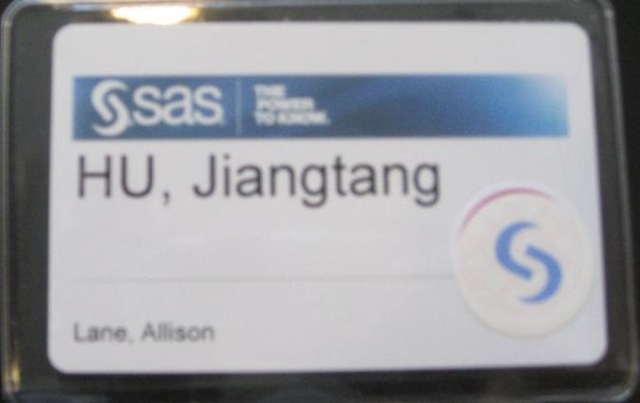 sas
THE
POWER
TO KNOW.
HU, Jiangtang
Lane, Allison